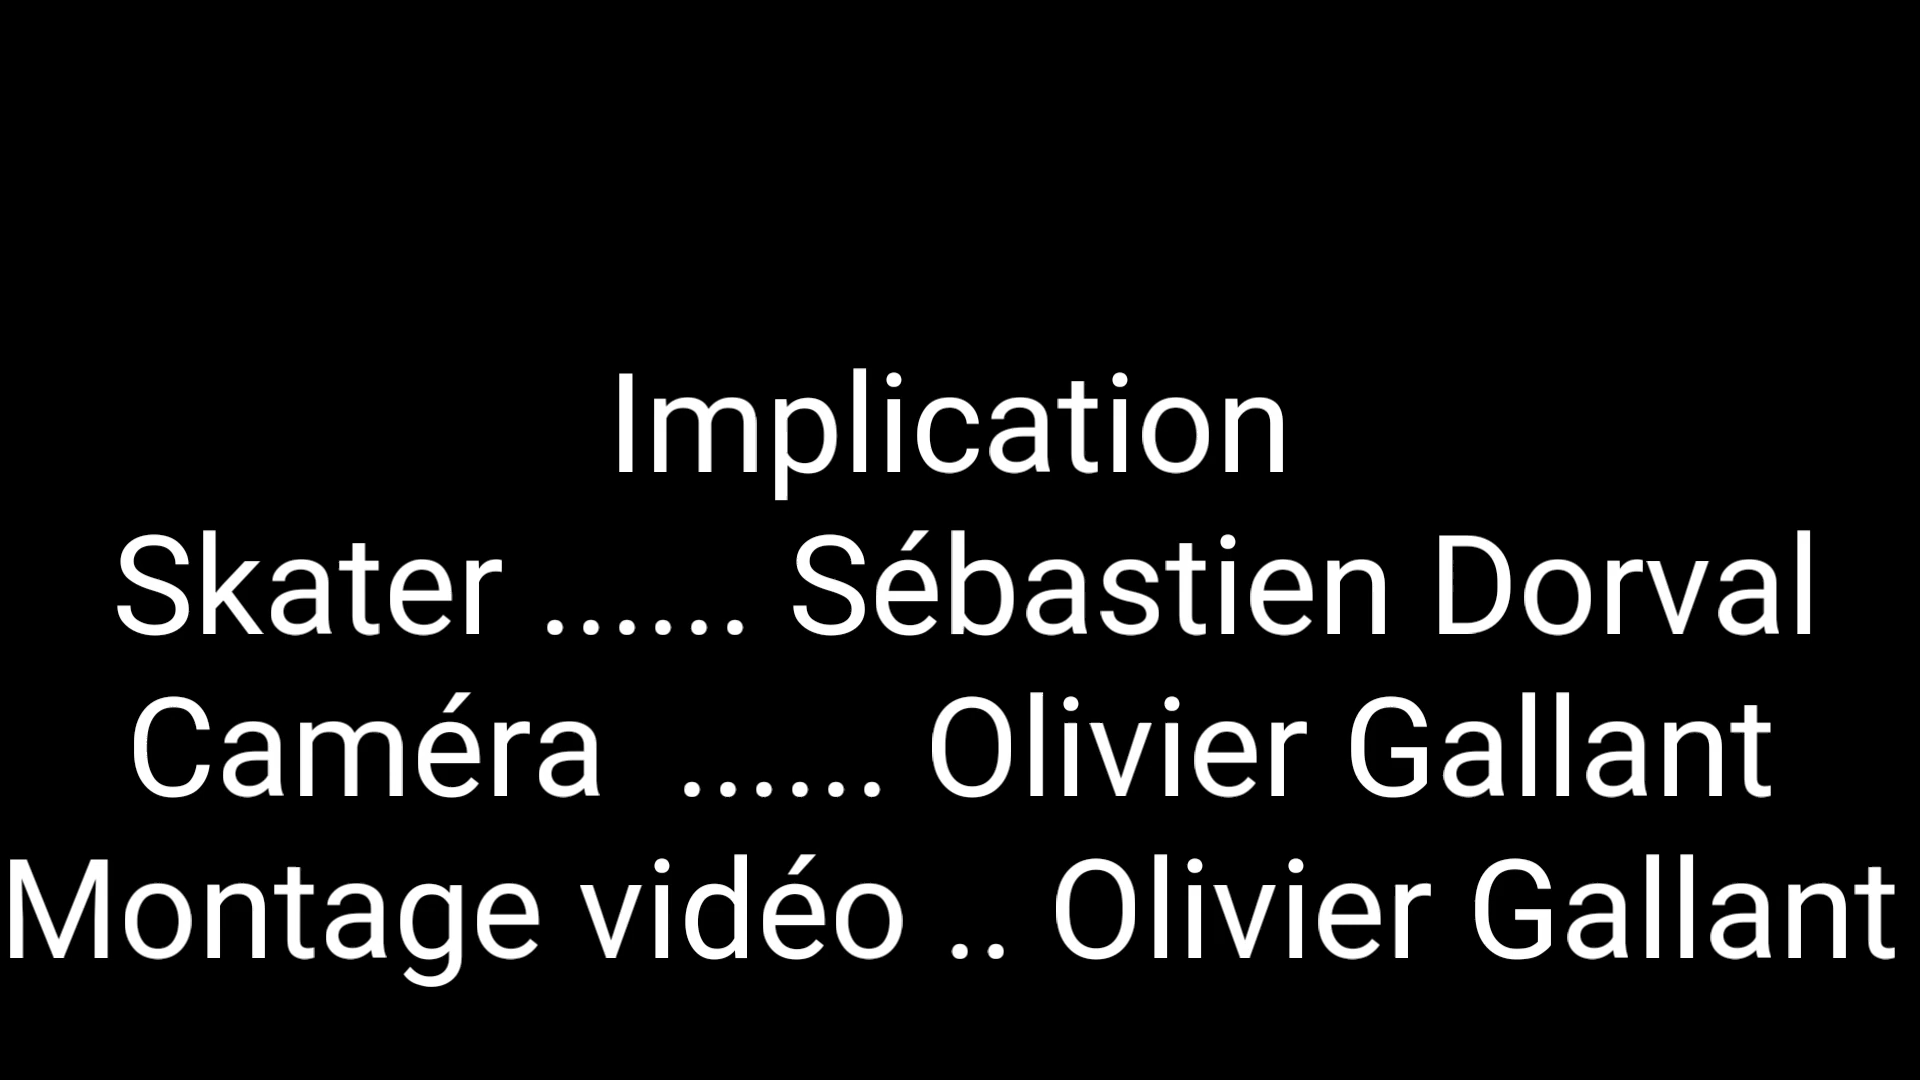 Implication
Skater ...... Sébastien Dorval
Caméra  ...... Olivier Gallant
Montage vidéo .. Olivier Gallant